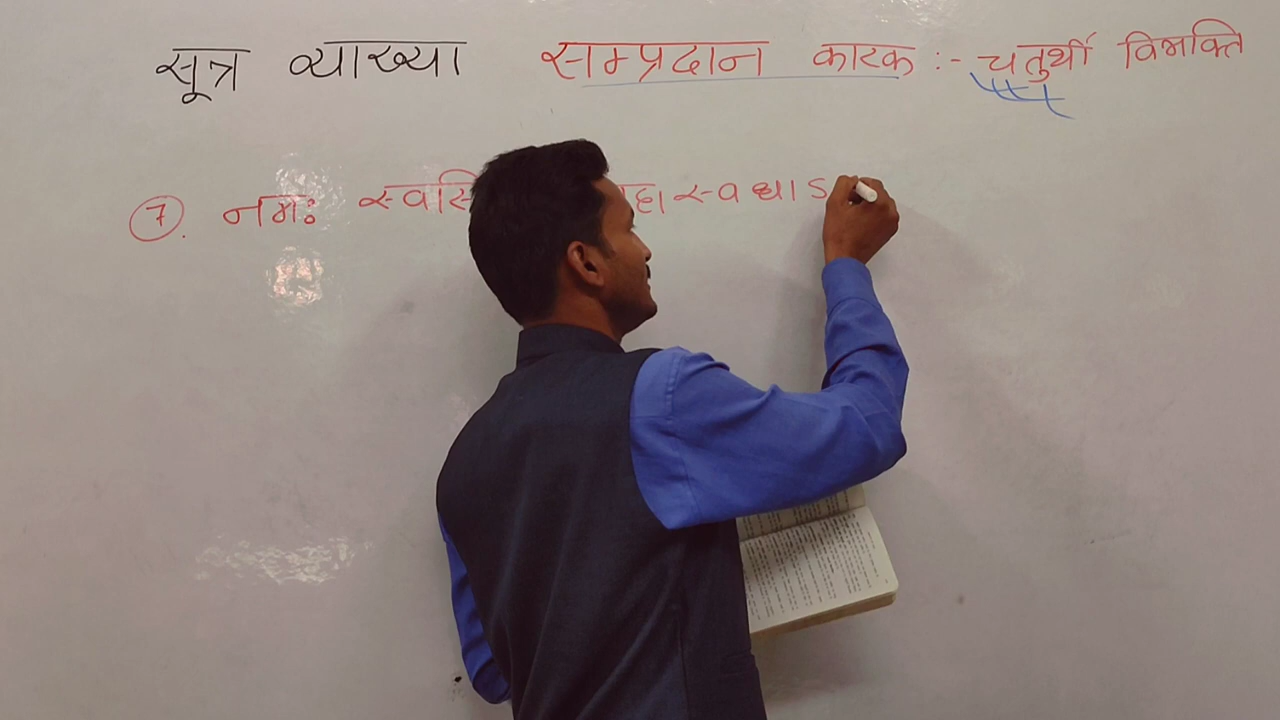 सूत्र व्याख्या सम्प्रदान कारक :- चतुर्थी विभक्ति
7. नमः स्वधाऽ